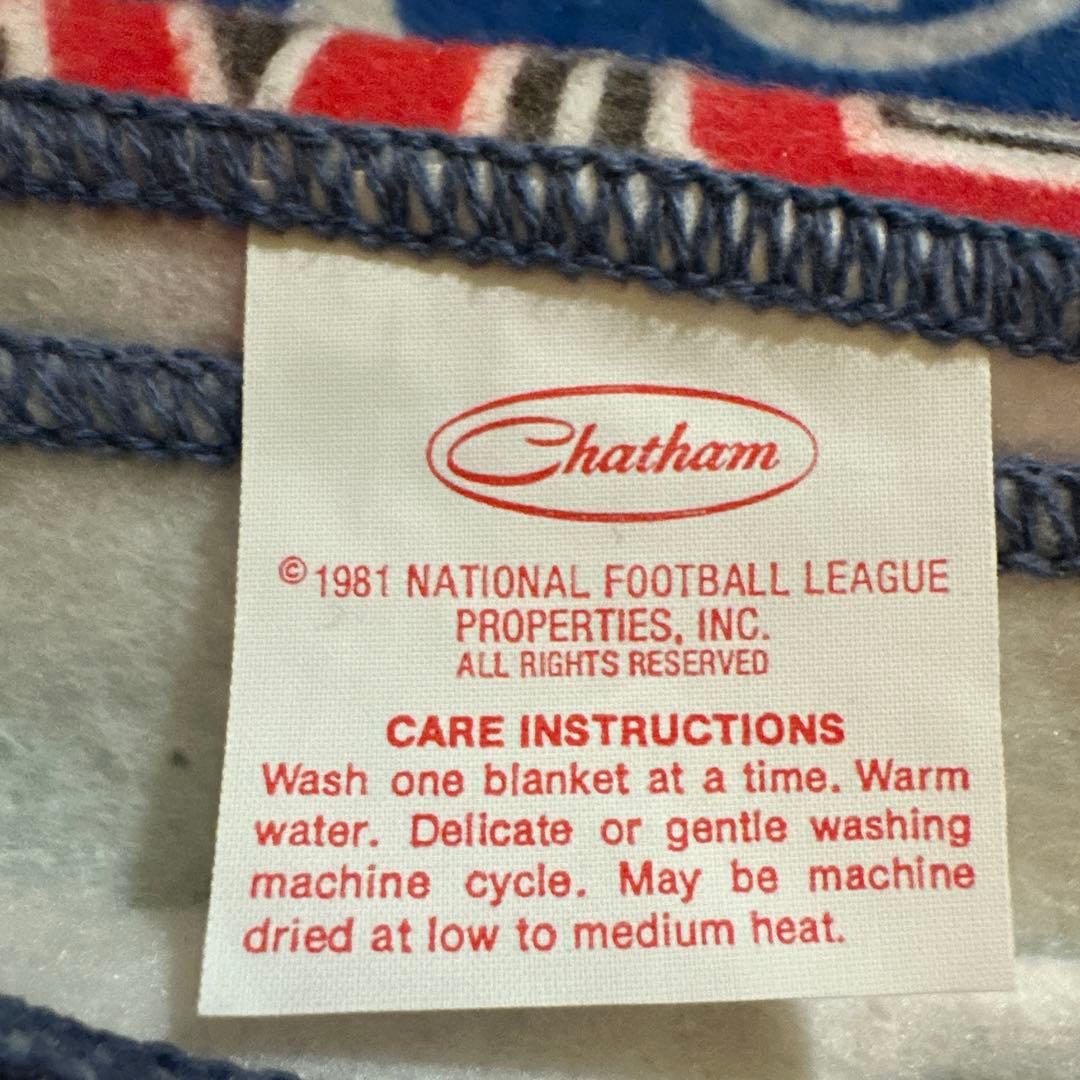 Chatham
© 1981 NATIONAL FOOTBALL LEAGUE
PROPERTIES, INC.
ALL RIGHTS RESERVED
CARE INSTRUCTIONS
Wash one blanket at a time. Warm
water. Delicate or gentle washing
machine cycle. May be machine
dried at low to medium heat.